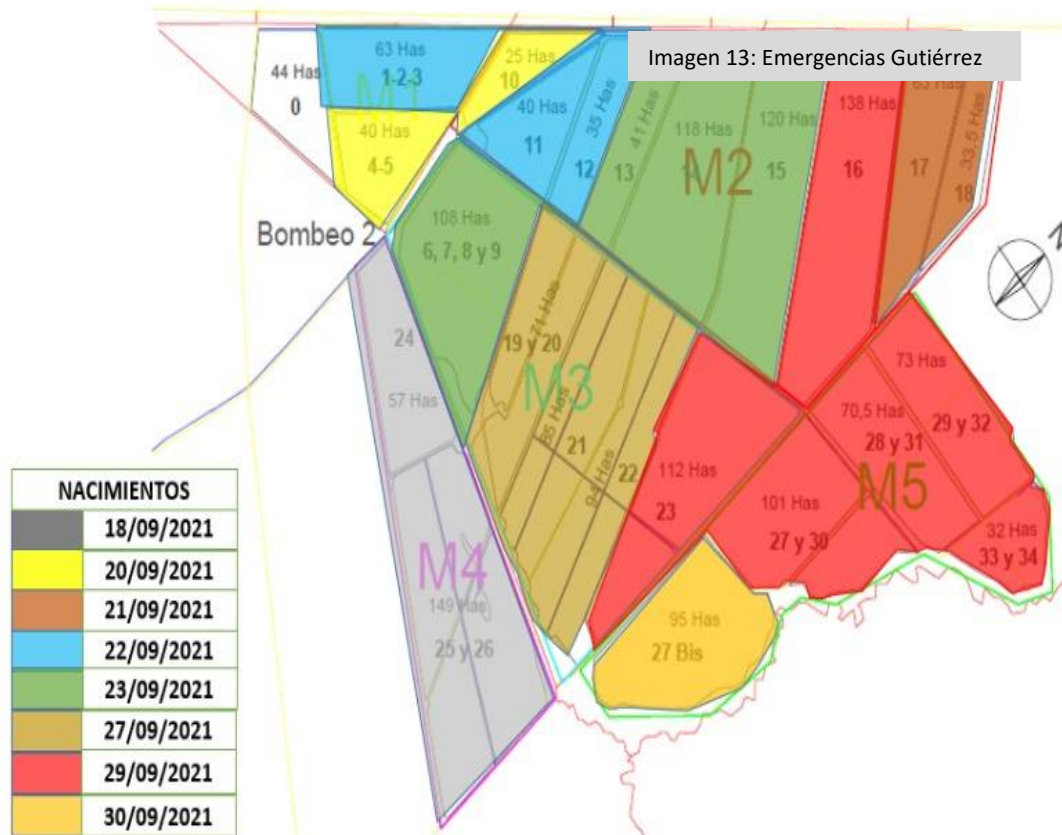 Imagen 13: Emergencias Gutiérrez
44 Has
0
63 Has
1-2-3
M1
40 Has
4-5
25 Has
10
40 Has
11
35 Has
12
41 Has
13
118 Has
14
M2
120 Has
15
138 Has
16
17
33,5 Has
18
Bombeo 2
108 Has
6, 7, 8 y 9
71 Has
19 y 20
M3
21
94 Has
22
112 Has
23
24
57 Has
M4
149 Has
25 y 26
73 Has
29 y 32
70,5 Has
28 y 31
M5
101 Has
27 y 30
32 Has
33 y 34
95 Has
27 Bis
NACIMIENTOS
18/09/2021
20/09/2021
21/09/2021
22/09/2021
23/09/2021
27/09/2021
29/09/2021
30/09/2021